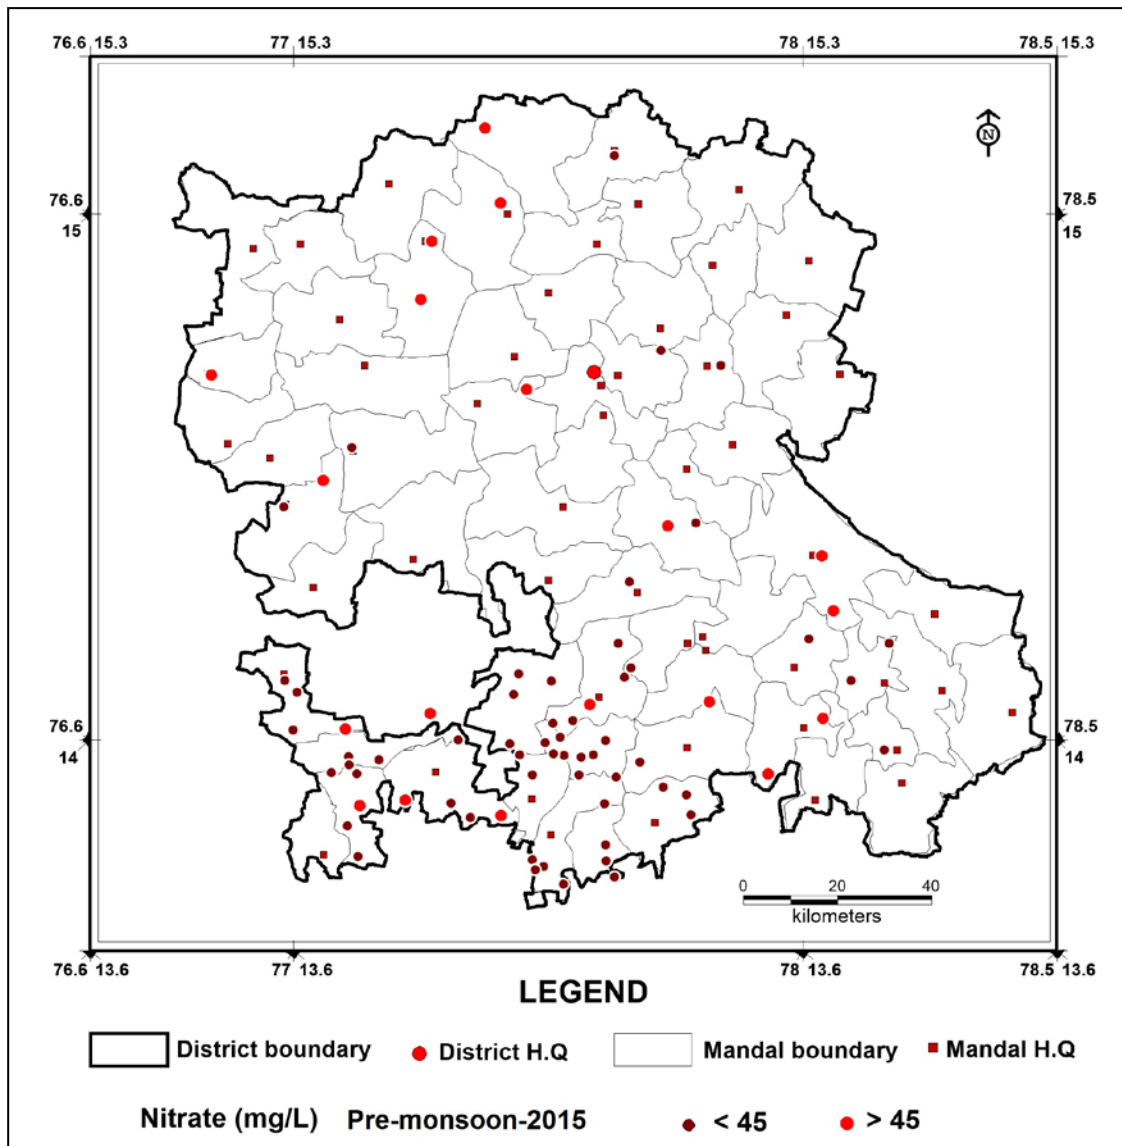 76.6 15.3 77 15.3 78 15.3 78.5 15.3
N
76.6 78.5
15 15
76.6 78.5
14 14
0 20 40
kilometers
76.6 13.6 77 13.6 78 13.6 78.5 13.6
LEGEND
District boundary District H.Q Mandal boundary Mandal H.Q
Nitrate (mg/L) Pre-monsoon-2015 < 45 > 45